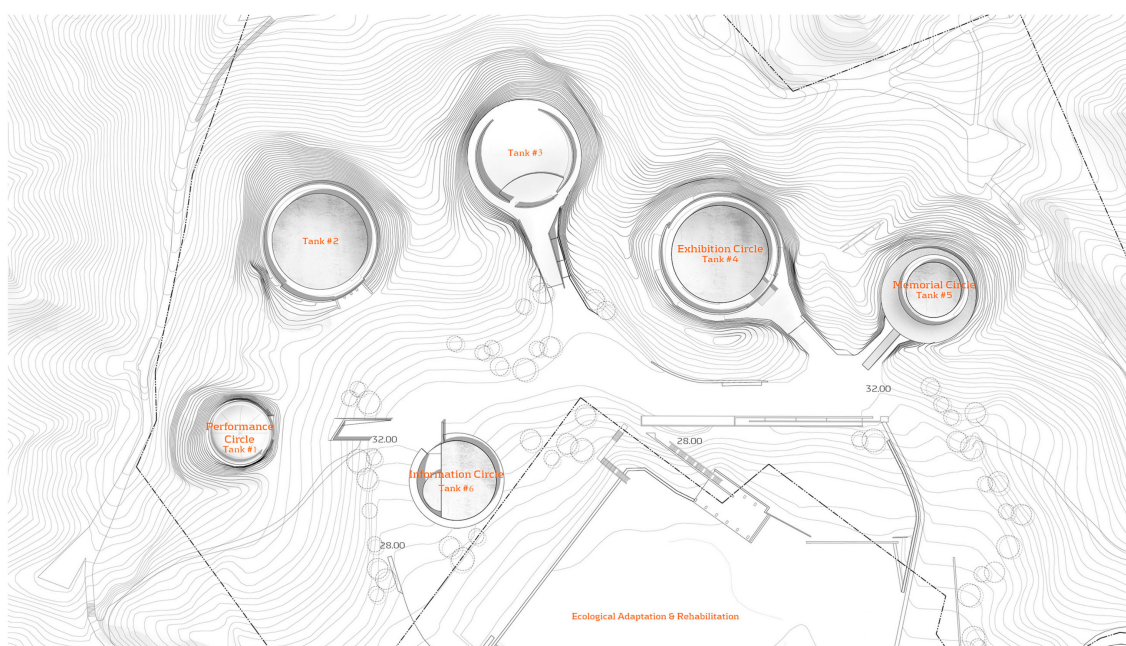 Tank #3
Tank #2
Exhibition Circle
Tank #4
Memorial Circle
Tank #5
32.00
Performance
Circle
Tank #1
32.00
28.00
Information Circle
Tank #6
28.00
Ecological Adaptation & Rehabilitation